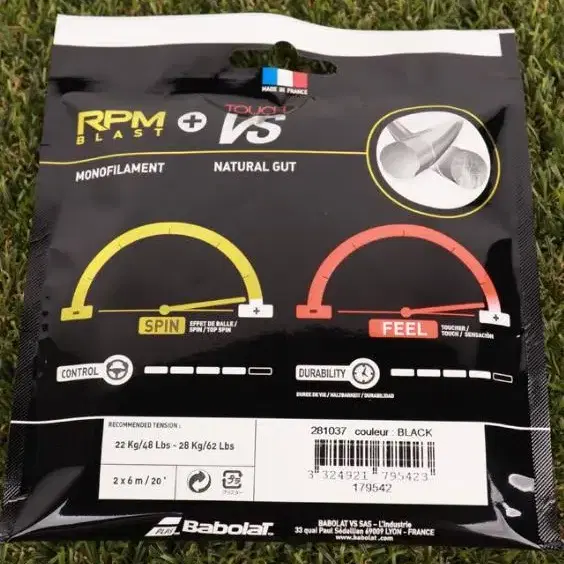 MADE IN FRANCE
RPM
BLAST
+
TOUCH
VS
MONOFILAMENT
NATURAL GUT
- +
SPIN
EFFET DE BALLE /
SPIN / TOP SPIN
- +
FEEL
TOUCHER /
TOUCH / SENSACIÓN
CONTROL
DURABILITY
DURÉE DE VIE / HALTBARKEIT / DURABILIDAD
RECOMMENDED TENSION :
22 Kg/48 Lbs - 28 Kg/62 Lbs
2 x 6 m / 20'
プラ
281037 couleur : BLACK
3 324921 795423
179542
PLAY Babolat
BABOLAT VS SAS - L'Industrie
33 quai Paul Sédallian 69009 LYON - FRANCE
www.babolat.com